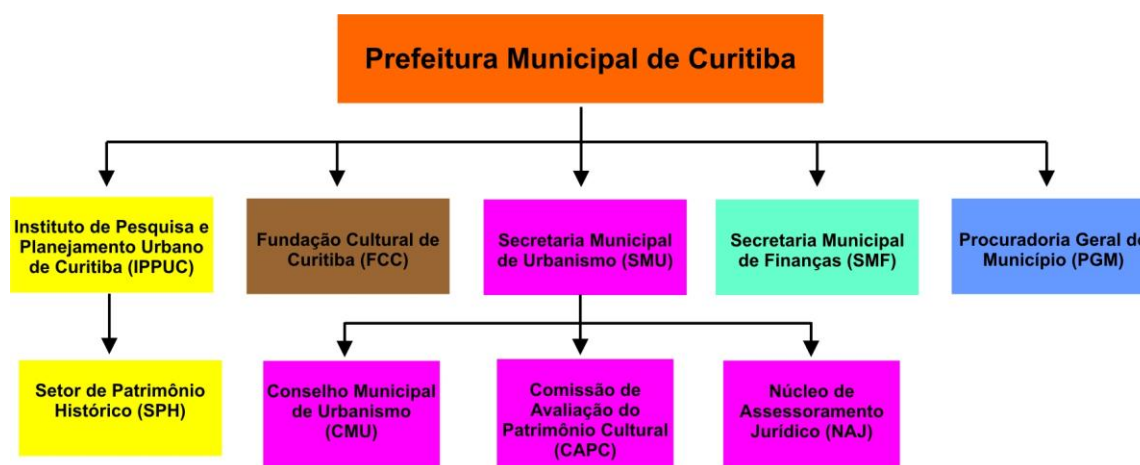 Prefeitura Municipal de Curitiba
Instituto de Pesquisa e
Planejamento Urbano
de Curitiba (IPPUC)
Fundação Cultural de
Curitiba (FCC)
Secretaria Municipal
de Urbanismo (SMU)
Secretaria Municipal
de Finanças (SMF)
Procuradoria Geral do
Município (PGM)
Setor de Patrimônio
Histórico (SPH)
Conselho Municipal
de Urbanismo
(CMU)
Comissão de
Avaliação do
Patrimônio Cultural
(CAPC)
Núcleo de
Assessoramento
Jurídico (NAJ)